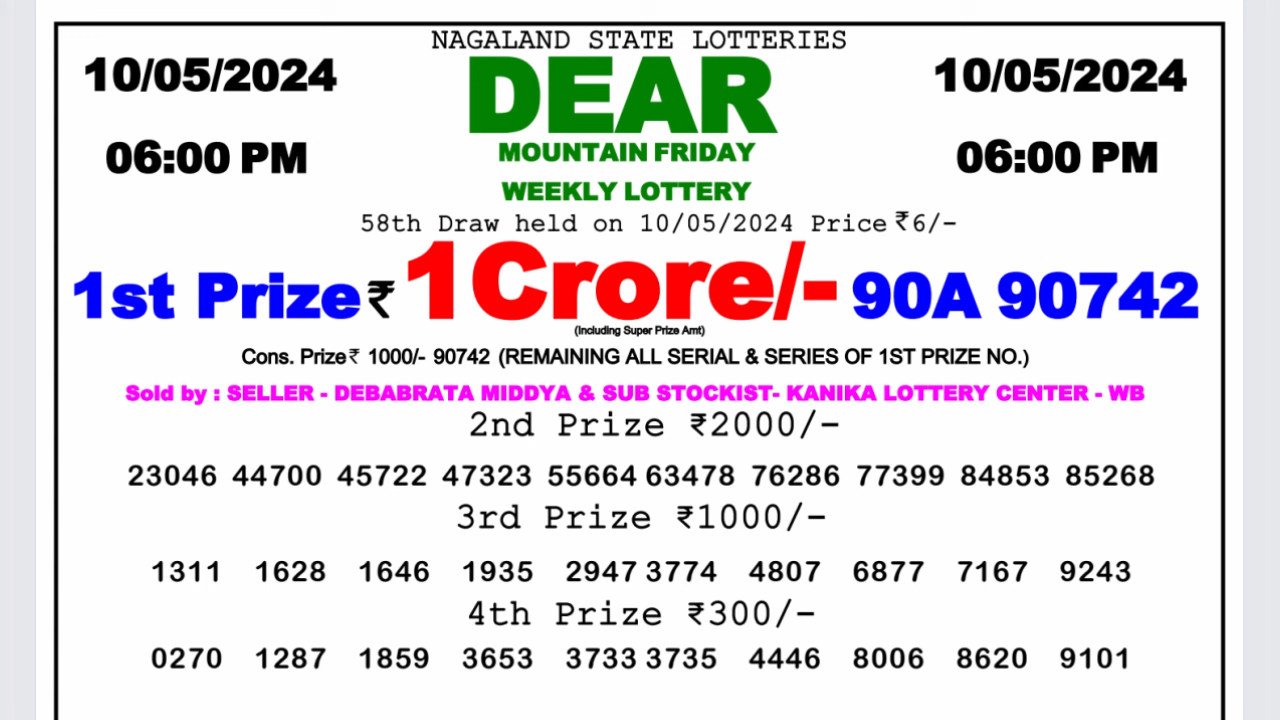 NAGALAND STATE LOTTERIES
10/05/2024 DEAR 10/05/2024
06:00 PM MOUNTAIN FRIDAY 06:00 PM
WEEKLY LOTTERY
58th Draw held on 10/05/2024 Price ₹6/-
1st Prize ₹ 1Crore/- 90A 90742
(Including Super Prize Amt)
Cons. Prize ₹ 1000/- 90742 (REMAINING ALL SERIAL & SERIES OF 1ST PRIZE NO.)
Sold by : SELLER - DEBABRATA MIDDYA & SUB STOCKIST- KANIKA LOTTERY CENTER - WB
2nd Prize ₹2000/-
23046 44700 45722 47323 55664 63478 76286 77399 84853 85268
3rd Prize ₹1000/-
1311 1628 1646 1935 2947 3774 4807 6877 7167 9243
4th Prize ₹300/-
0270 1287 1859 3653 3733 3735 4446 8006 8620 9101